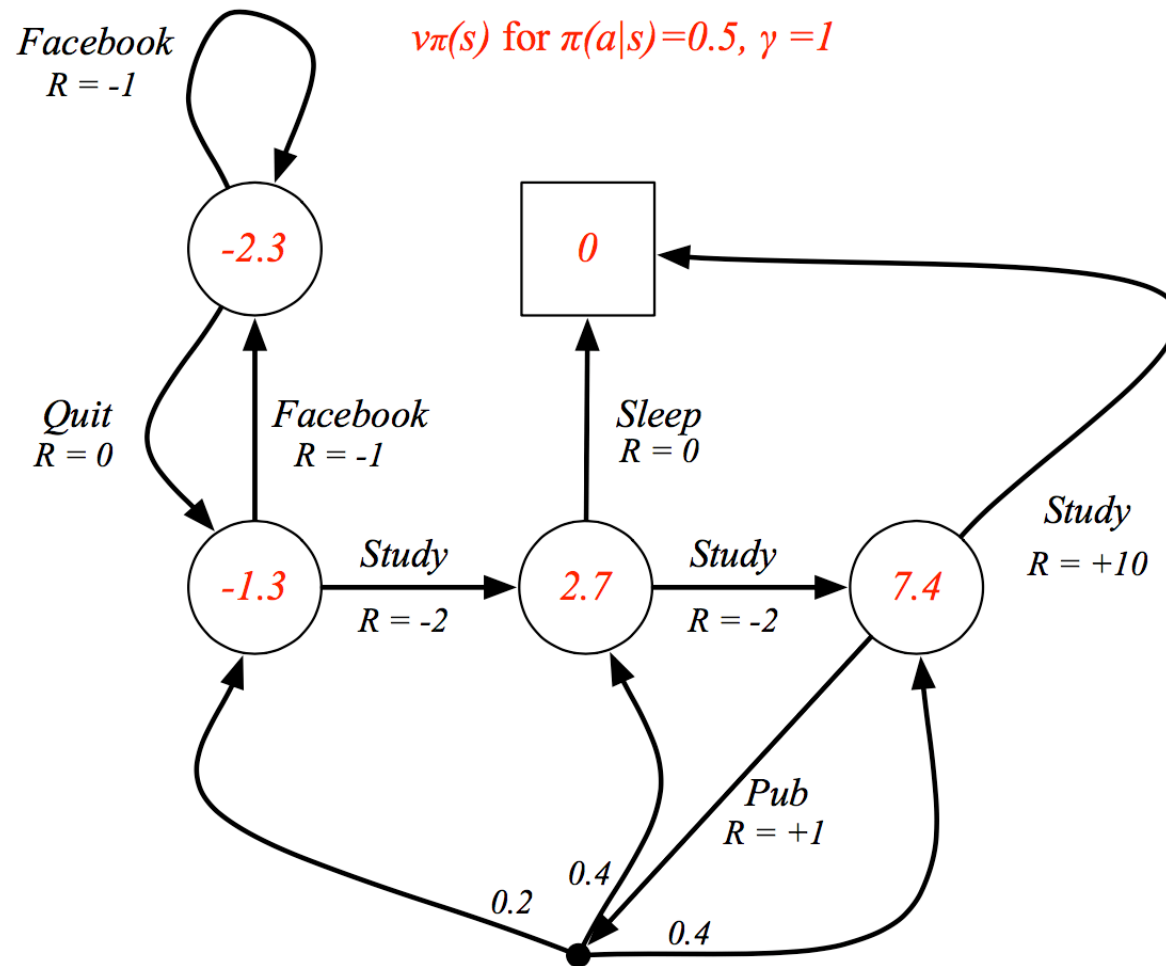 Facebook
R = -1
vπ(s) for π(a|s)=0.5, γ =1
-2.3
0
Quit
R = 0
Facebook
R = -1
Sleep
R = 0
Study
R = +10
-1.3
Study
R = -2
2.7
Study
R = -2
7.4
Pub
R = +1
0.2
0.4
0.4